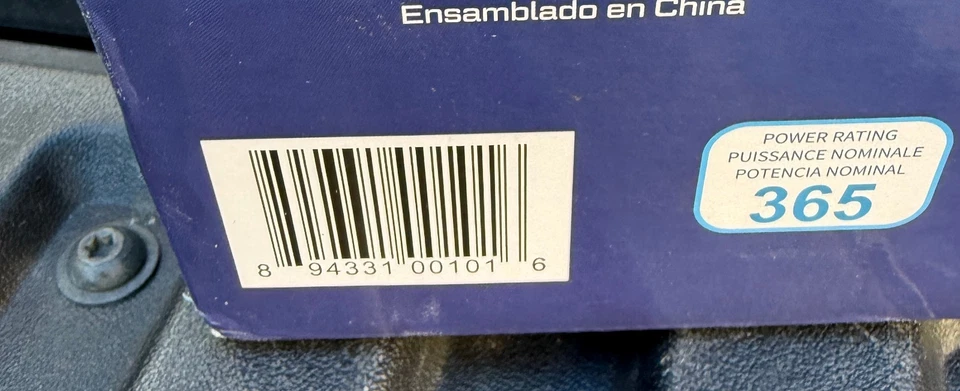 Ensamblado en China
POWER RATING
PUISSANCE NOMINALE
POTENCIA NOMINAL
365
8 94331 00101 6